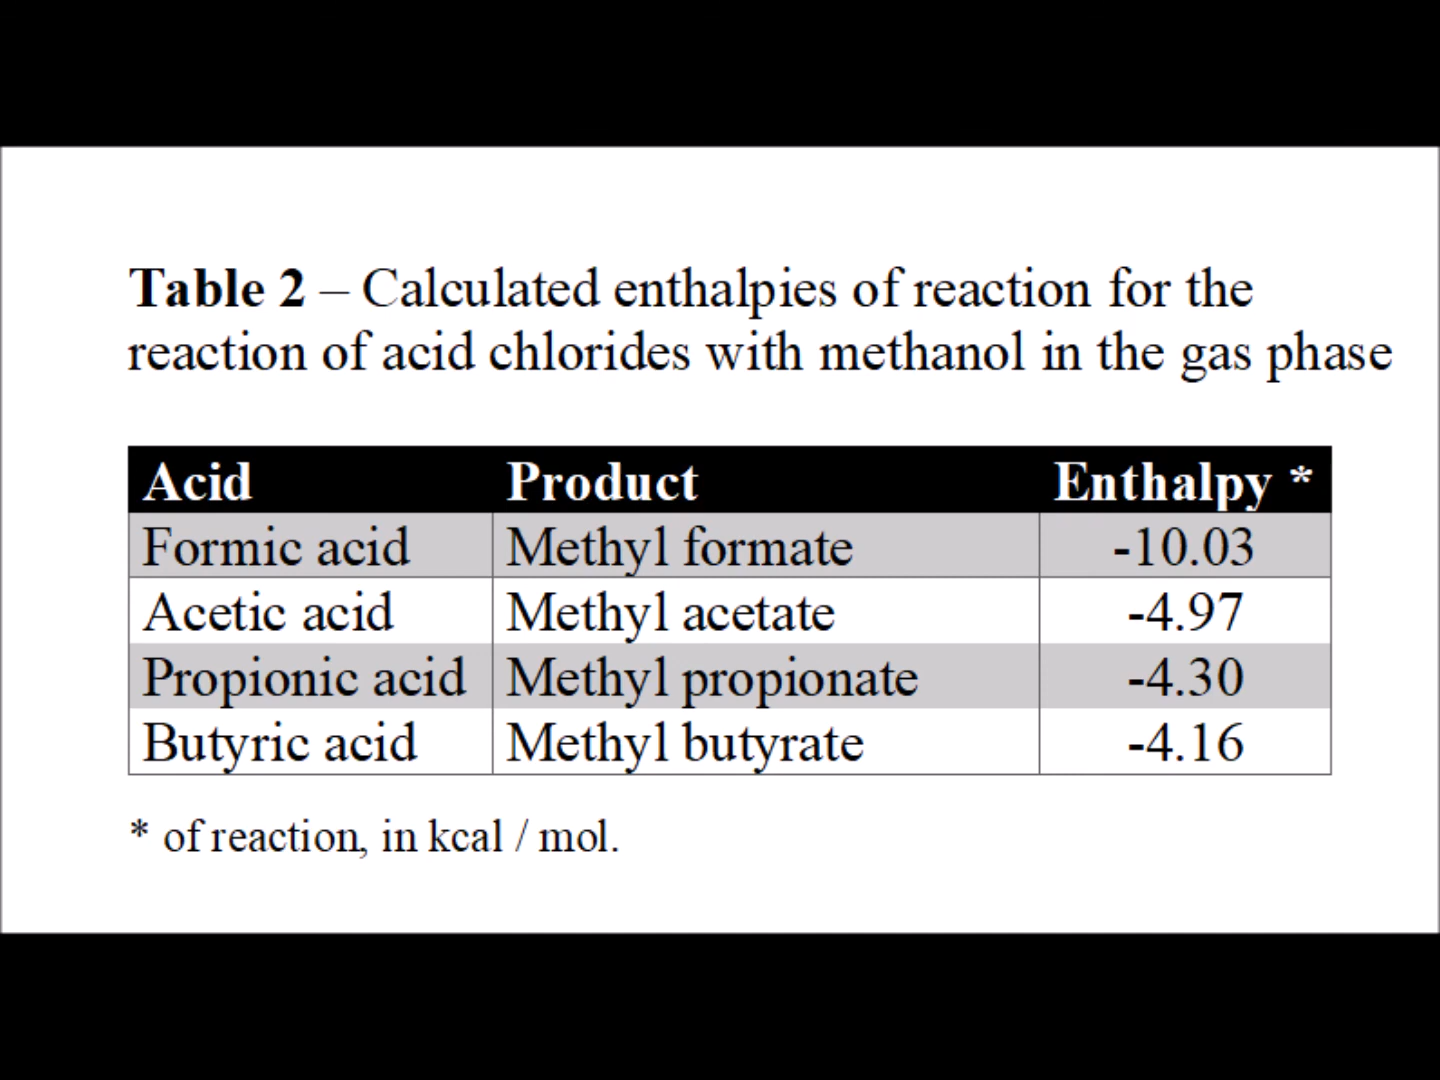 Table 2 – Calculated enthalpies of reaction for the
reaction of acid chlorides with methanol in the gas phase
Acid Product Enthalpy *
Formic acid Methyl formate -10.03
Acetic acid Methyl acetate -4.97
Propionic acid Methyl propionate -4.30
Butyric acid Methyl butyrate -4.16
* of reaction, in kcal / mol.